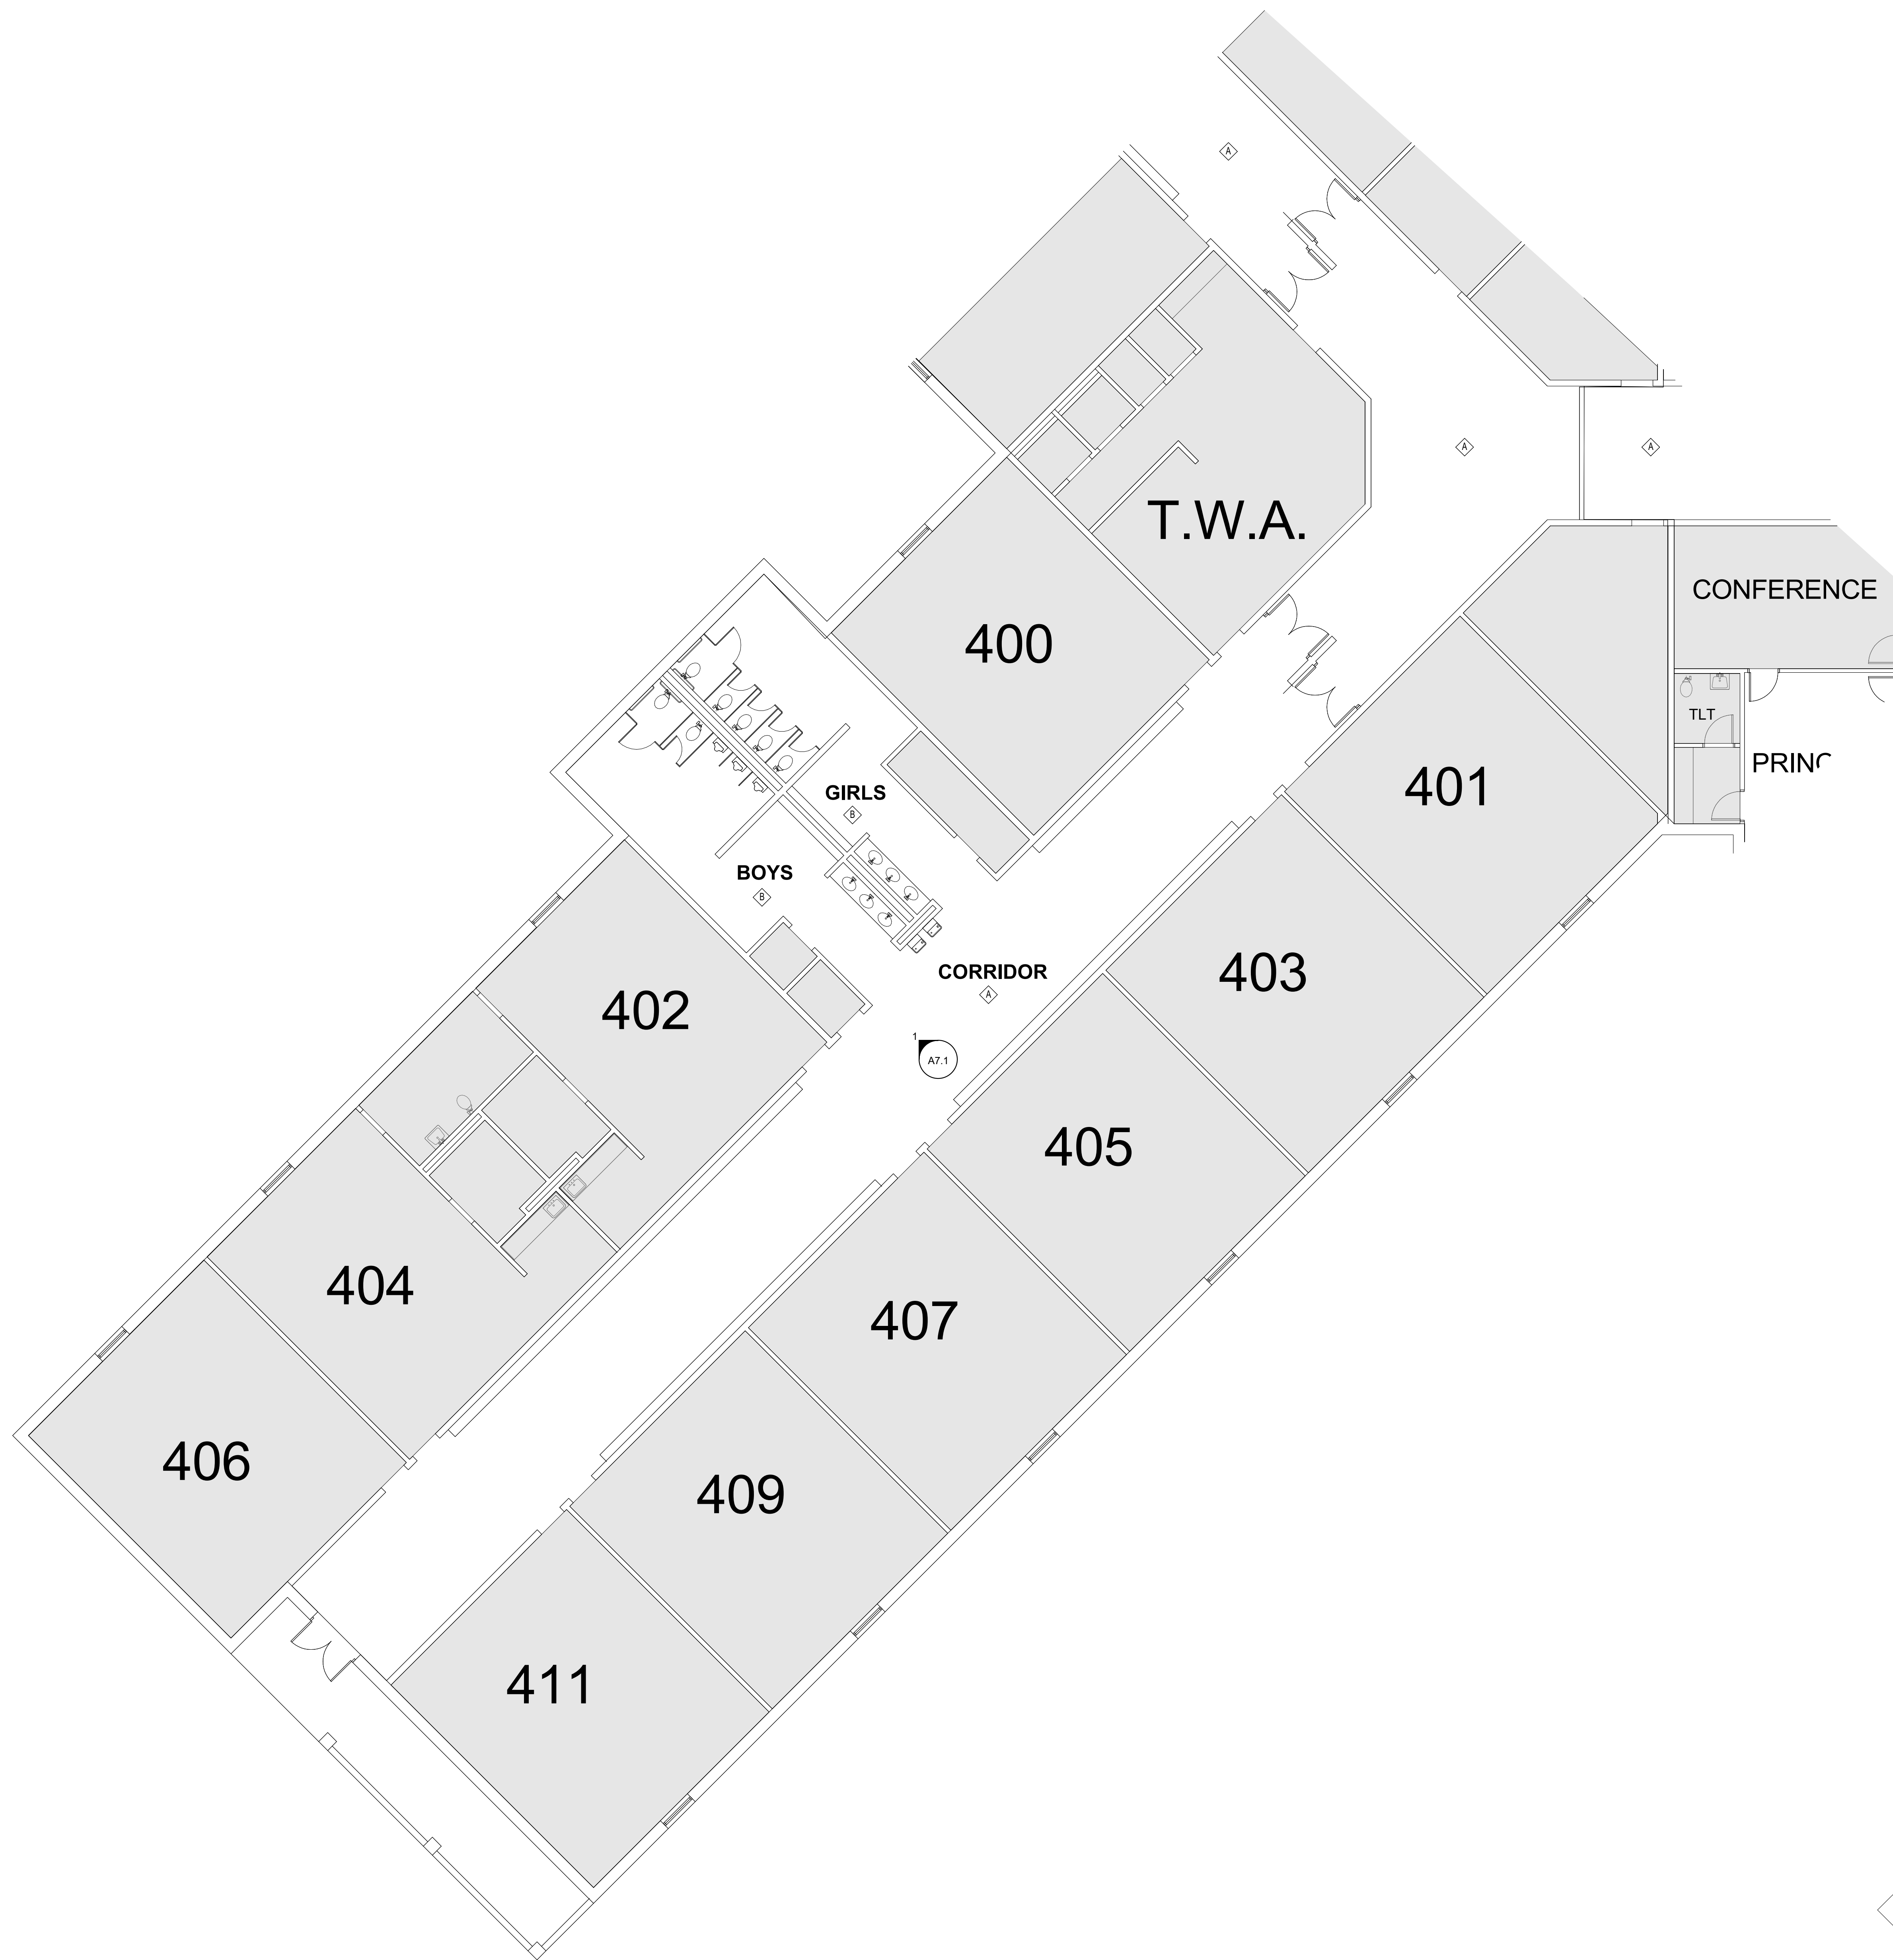 A
A
A
T.W.A.
CONFERENCE
400
TLT
PRINC
401
GIRLS
B
BOYS
B
403
CORRIDOR
A
402
1
A7.1
405
404
407
406
409
411